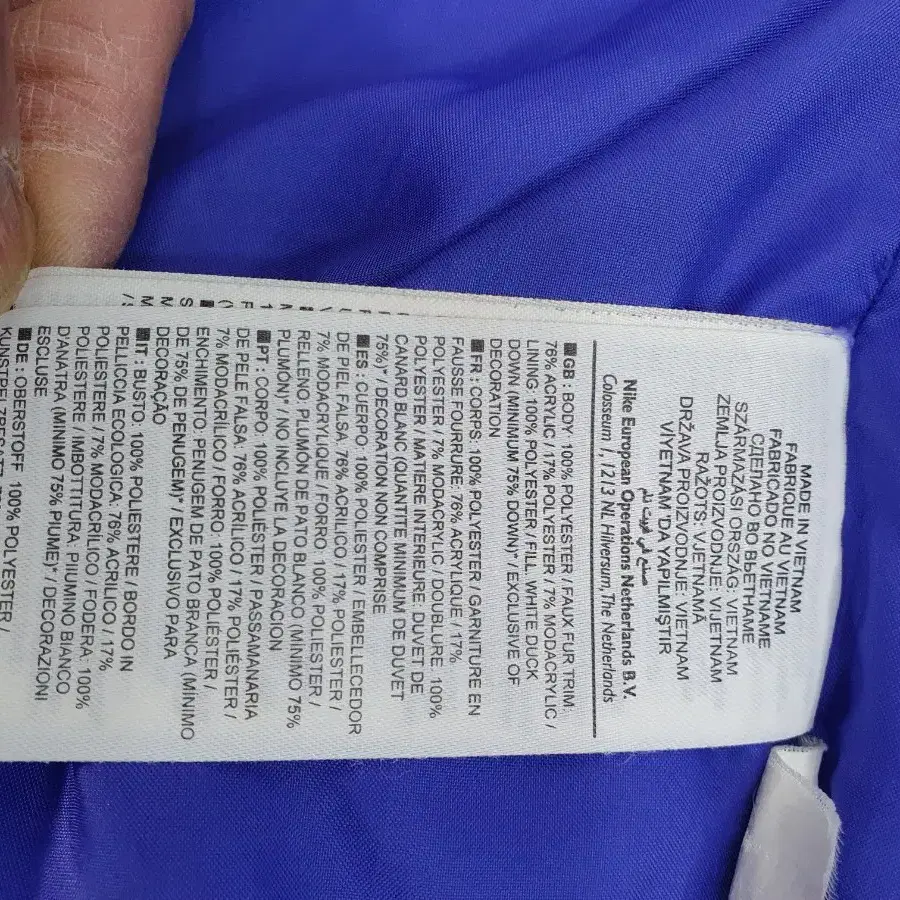 MADE IN VIETNAM
FABRIQUE AU VIETNAM
FABRICADO NO VIETNAME
СДЕЛАНО ВО ВЬЕТНАМЕ
SZÁRMAZÁSI ORSZÁG: VIETNAM
ZEMLJA PROIZVODNJE: VIJETNAM
RAŽOTS: VJETNAMĀ
DRŽAVA PROIZVODNJE: VIETNAM
VİYETNAM 'DA YAPILMIŞTIR
صنع في فيت نام
Nike European Operations Netherlands B.V.
Colosseum 1, 1213 NL Hilversum, The Netherlands
■GB: BODY: 100% POLYESTER / FAUX FUR TRIM:
76% ACRYLIC / 17% POLYESTER / 7% MODACRYLIC /
LINING: 100% POLYESTER / FILL: WHITE DUCK
DOWN (MINIMUM 75% DOWN)* / EXCLUSIVE OF
DECORATION
■FR: CORPS: 100% POLYESTER / GARNITURE EN
FAUSSE FOURRURE: 76% ACRYLIQUE / 17%
POLYESTER / 7% MODACRYLIC / DOUBLURE: 100%
POLYESTER / MATIERE INTERIEURE: DUVET DE
CANARD BLANC (QUANTITE MINIMUM DE DUVET
75%)* / DECORATION NON COMPRISE
■ES: CUERPO: 100% POLIÉSTER / EMBELLECEDOR
DE PIEL FALSA: 76% ACRÍLICO / 17% POLIÉSTER /
7% MODACRYLIQUE / FORRO: 100% POLIÉSTER /
RELLENO: PLUMÓN DE PATO BLANCO (MÍNIMO 75%
PLUMÓN)* / NO INCLUYE LA DECORACION
■PT: CORPO: 100% POLIÉSTER / PASSAMANARIA
DE PELE FALSA: 76% ACRÍLICO / 17% POLIÉSTER /
7% MODACRÍLICO / FORRO: 100% POLIÉSTER /
ENCHIMENTO: PENUGEM DE PATO BRANCA (MÍNIMO
DE 75% DE PENUGEM)* / EXCLUSIVO PARA
DECORAÇÃO
■IT: BUSTO: 100% POLIESTERE / BORDO IN
PELLICCIA ECOLOGICA: 76% ACRILICO / 17%
POLIESTERE / 7% MODACRÍLICO / FODERA: 100%
POLIESTERE / IMBOTTITURA: PIUMINO BIANCO
D'ANATRA (MINIMO 75% PIUME)* / DECORAZIONI
ESCLUSE
■DE: OBERSTOFF: 100% POLYESTER /